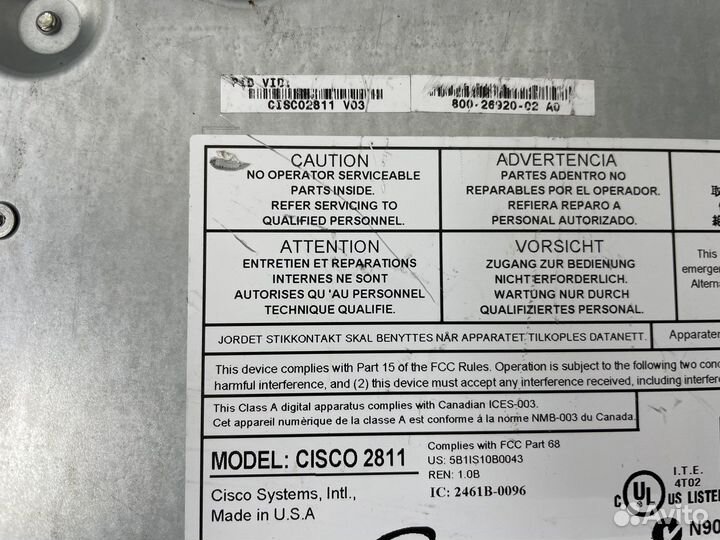 PID VID:
CISCO2811 V03
800-26920-02 A0
CAUTION
NO OPERATOR SERVICEABLE
PARTS INSIDE.
REFER SERVICING TO
QUALIFIED PERSONNEL.
ADVERTENCIA
PARTES ADENTRO NO
REPARABLES POR EL OPERADOR.
REFIERA REPARO A
PERSONAL AUTORIZADO.
ATTENTION
ENTRETIEN ET REPARATIONS
INTERNES NE SONT
AUTORISES QU 'AU PERSONNEL
TECHNIQUE QUALIFIE.
VORSICHT
ZUGANG ZUR BEDIENUNG
NICHT ERFORDERLICH.
WARTUNG NUR DURCH
QUALIFIZIERTES PERSONAL.
This
JORDET STIKKONTAKT SKAL BENYTTES NÅR APPARATET TILKOPLES DATANETT.
This device complies with Part 15 of the FCC Rules. Operation is subject to the following two
harmful interference, and (2) this device must accept any interference received, including
This Class A digital apparatus complies with Canadian ICES-003.
Cet appareil numèrique de la classe A est conforme á la norme NMB-003 du Canada.
MODEL: CISCO 2811
Cisco Systems, Intl.,
Made in U.S.A
Complies with FCC Part 68
US: 5B1IS10B0043
REN: 1.0B
IC: 2461B-0096
C UL US
I.T.E.
4T02
N90
Avito